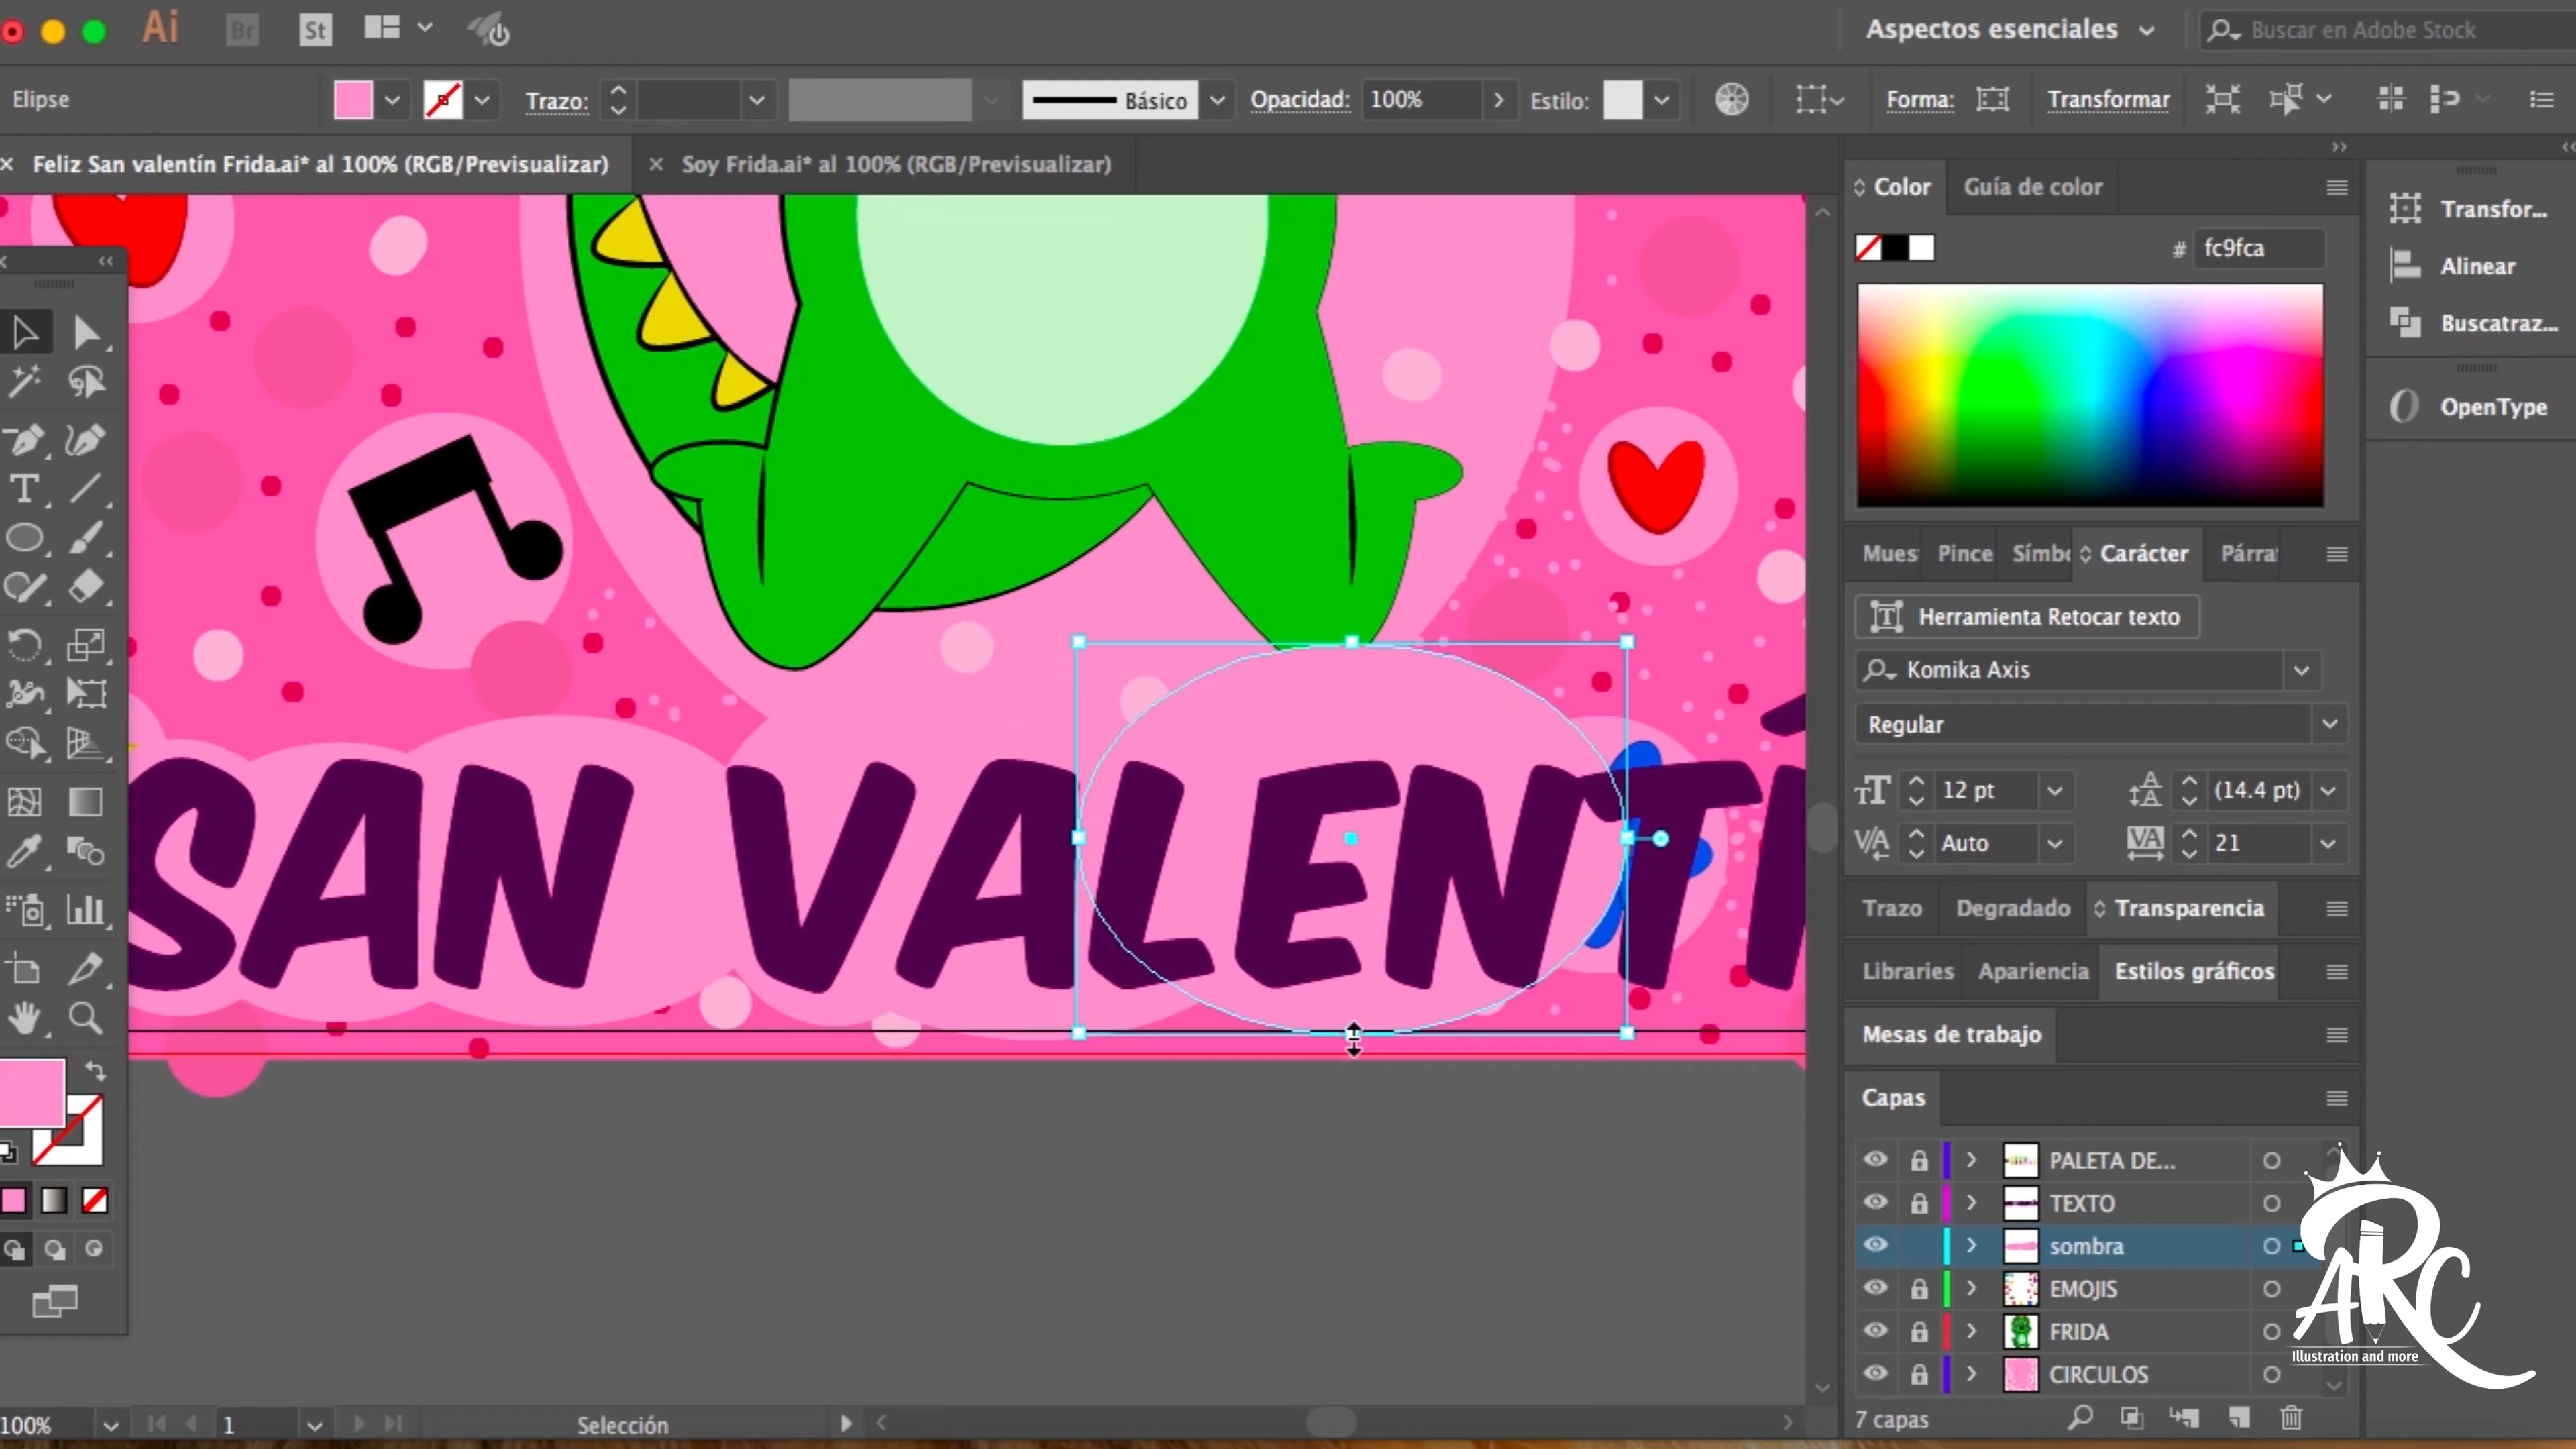 Ai
Br
St
Aspectos esenciales
Buscar en Adobe Stock
Elipse
Trazo:
Básico
Opacidad:
100%
Estilo:
Forma:
Transformar
× Feliz San valentín Frida.ai* al 100% (RGB/Previsualizar)
× Soy Frida.ai* al 100% (RGB/Previsualizar)
Color
Guía de color
# fc9fca
Transfor...
Alinear
Buscatraz...
OpenType
Mues
Pince
Símbo
Carácter
Párra
Herramienta Retocar texto
Komika Axis
Regular
12 pt
(14.4 pt)
Auto
21
SAN VALENTI
Trazo
Degradado
Transparencia
Libraries
Apariencia
Estilos gráficos
Mesas de trabajo
Capas
PALETA DE...
TEXTO
sombra
EMOJIS
FRIDA
CIRCULOS
7 capas
ARC
Illustration and more
100%
1
Selección